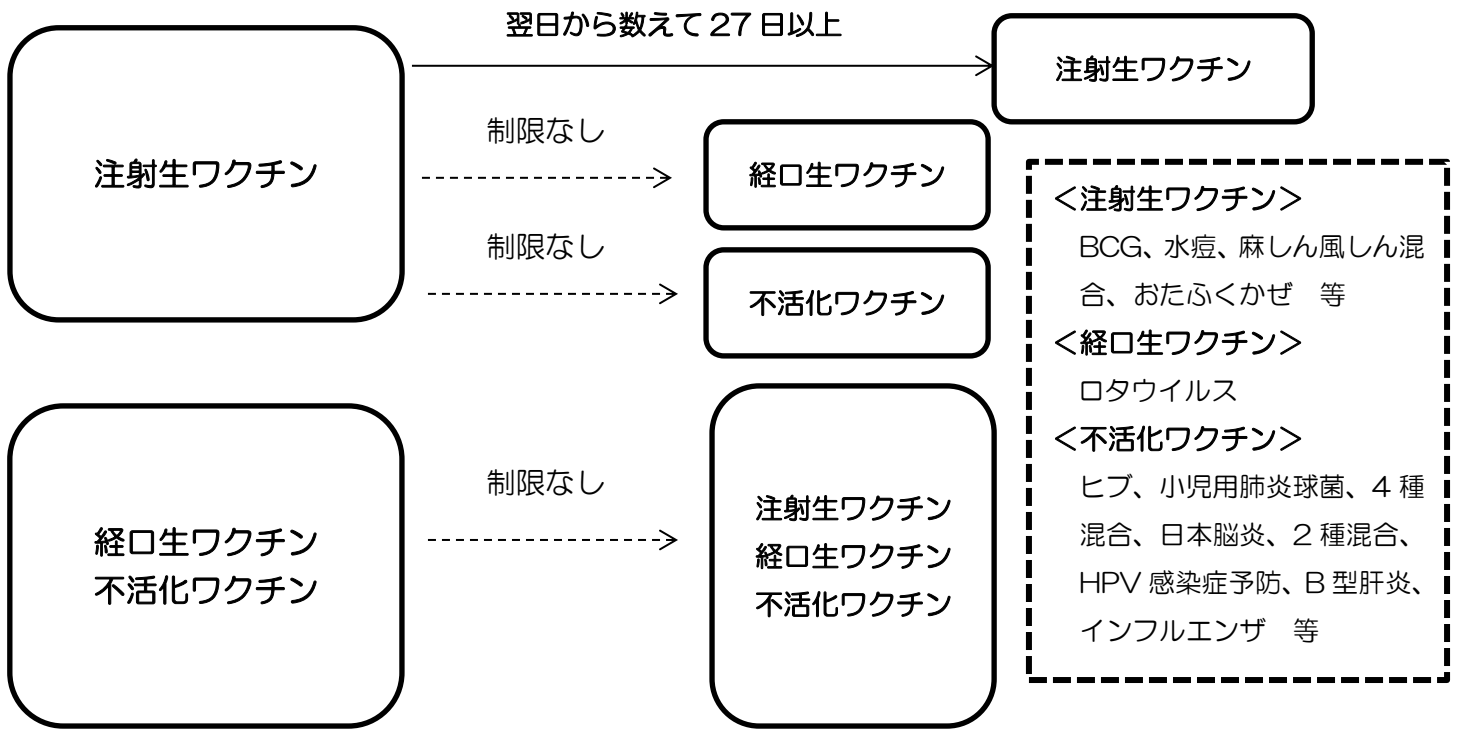 翌日から数えて 27 日以上
注射生ワクチン
注射生ワクチン
制限なし
経口生ワクチン
制限なし
不活化ワクチン
経口生ワクチン
不活化ワクチン
制限なし
注射生ワクチン
経口生ワクチン
不活化ワクチン
＜注射生ワクチン＞
BCG、水痘、麻しん風しん混
合、おたふくかぜ　等
＜経口生ワクチン＞
ロタウイルス
＜不活化ワクチン＞
ヒブ、小児用肺炎球菌、4 種
混合、日本脳炎、2 種混合、
HPV 感染症予防、B 型肝炎、
インフルエンザ　等